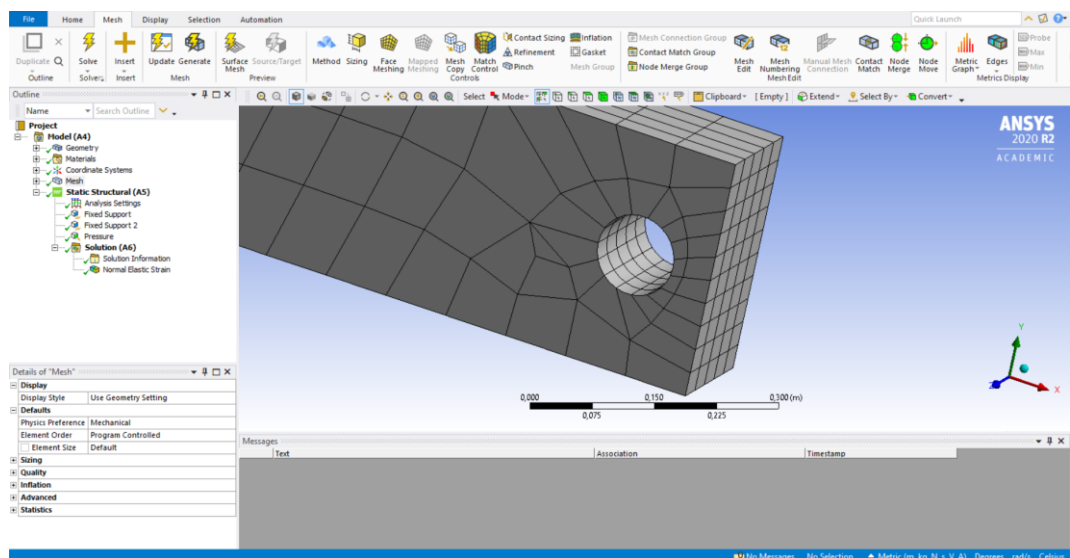 File Home Mesh Display Selection Automation Quick Launch
Duplicate Q Solve Insert Update Generate Surface Mesh Source/Target Method Sizing Face Meshing Mapped Meshing Mesh Copy Match Control Contact Sizing Refinement Pinch Inflation Gasket Mesh Group Mesh Connection Group Contact Match Group Node Merge Group Mesh Edit Mesh Numbering Manual Mesh Connection Contact Match Node Merge Node Move Metric Graph Edges Probe Max Min
Outline Solver Insert Mesh Preview Controls Mesh Edit Metrics Display
Outline
Name Search Outline
Select Mode Clipboard [Empty] Extend Select By Convert
Project
Model (A4)
Geometry
Materials
Coordinate Systems
Mesh
Static Structural (A5)
Analysis Settings
Fixed Support
Fixed Support 2
Pressure
Solution (A6)
Solution Information
Normal Elastic Strain
ANSYS
2020 R2
ACADEMIC
Y
X
Z
0,000 0,150 0,300 (m)
0,075 0,225
Details of "Mesh"
Display
Display Style Use Geometry Setting
Defaults
Physics Preference Mechanical
Element Order Program Controlled
Element Size Default
Sizing
Quality
Inflation
Advanced
Statistics
Messages
Text Association Timestamp
No Messages No Selection Metric (m, kg, N, s, V, A) Degrees rad/s Celsius